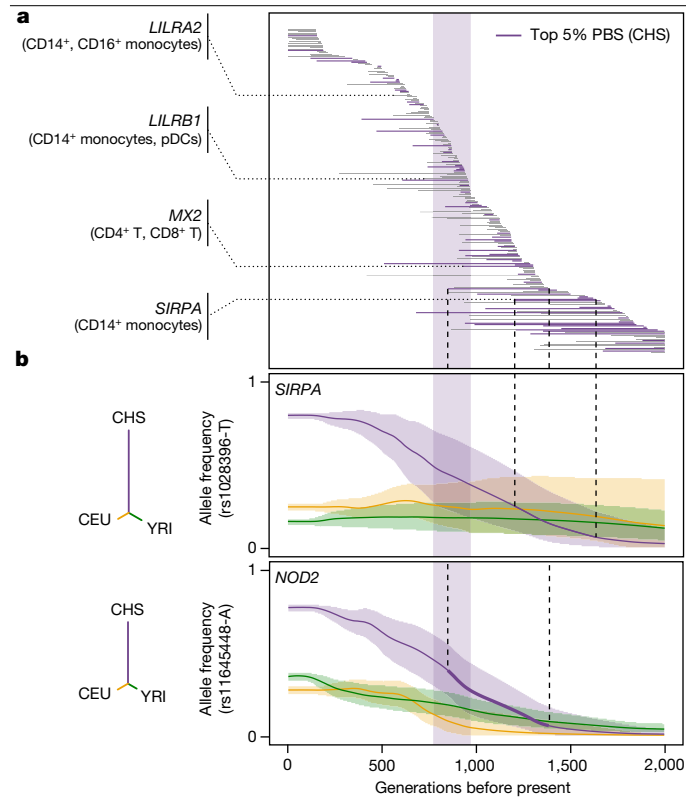 a
LILRA2
(CD14⁺, CD16⁺ monocytes)
Top 5% PBS (CHS)
LILRB1
(CD14⁺ monocytes, pDCs)
MX2
(CD4⁺ T, CD8⁺ T)
SIRPA
(CD14⁺ monocytes)
b
CHS
CEU
YRI
Allele frequency
(rs1028396-T)
1
0
SIRPA
CHS
CEU
YRI
Allele frequency
(rs11645448-A)
1
0
NOD2
0 500 1,000 1,500 2,000
Generations before present